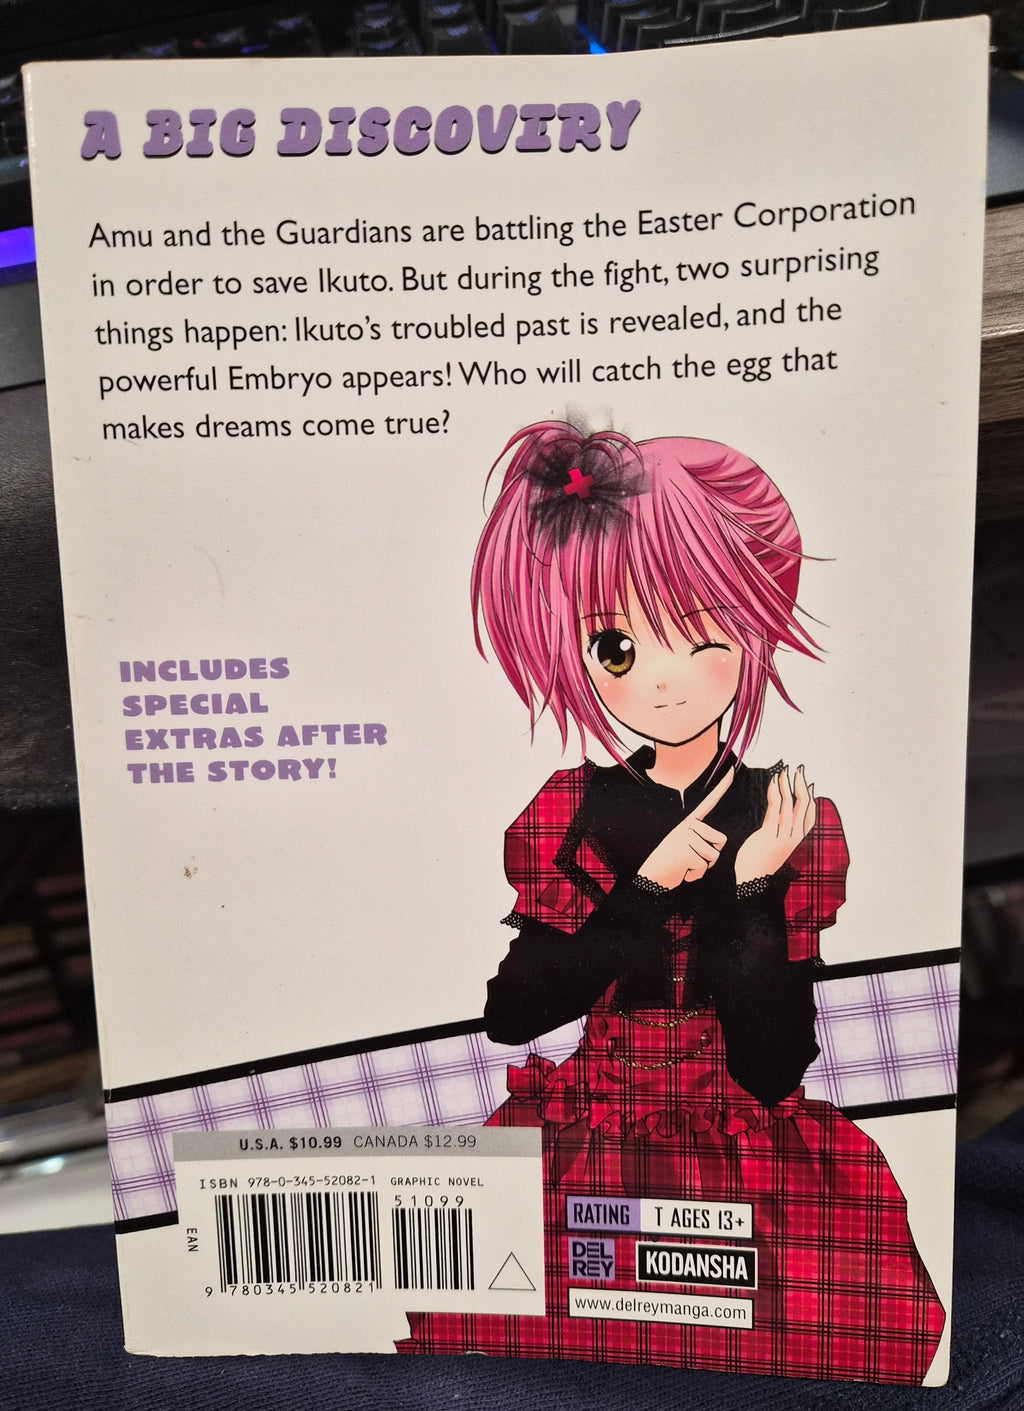 A BIG DISCOVERY
Amu and the Guardians are battling the Easter Corporation
in order to save Ikuto. But during the fight, two surprising
things happen: Ikuto's troubled past is revealed, and the
powerful Embryo appears! Who will catch the egg that
makes dreams come true?
INCLUDES
SPECIAL
EXTRAS AFTER
THE STORY!
U.S.A. $10.99 CANADA $12.99
ISBN 978-0-345-52082-1 GRAPHIC NOVEL
51099
EAN
9 780345 520821
RATING T AGES 13+
DEL
REY
KODANSHA
www.delreymanga.com